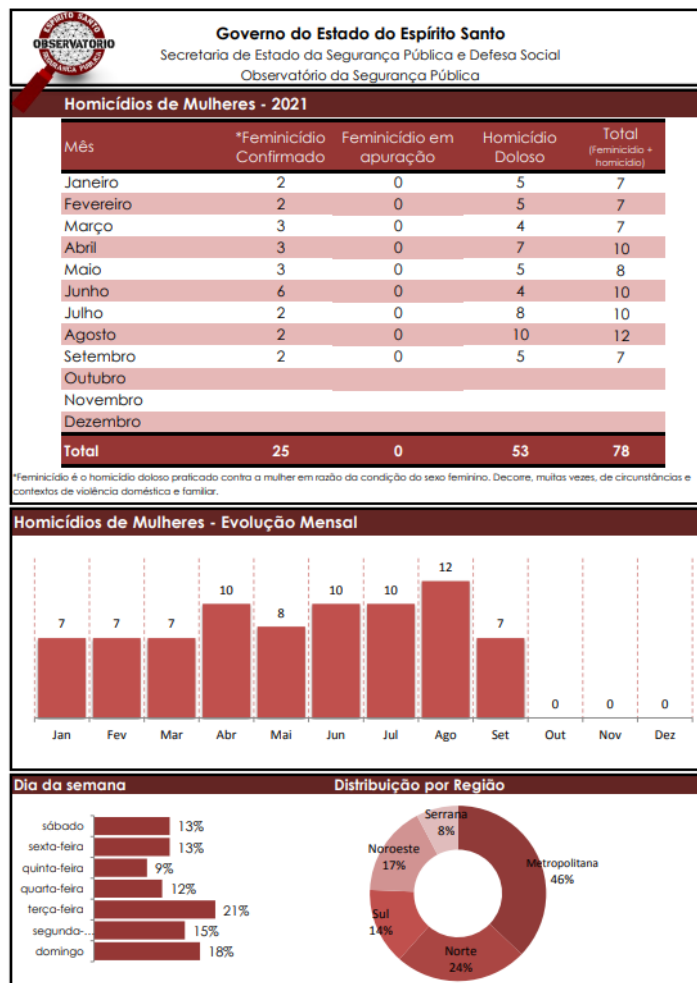 ESPÍRITO SANTO
OBSERVATÓRIO
SEGURANÇA PÚBLICA
Governo do Estado do Espírito Santo
Secretaria de Estado da Segurança Pública e Defesa Social
Observatório da Segurança Pública
Homicídios de Mulheres - 2021
Mês *Feminicídio Confirmado Feminicídio em apuração Homicídio Doloso Total (Feminicídio + homicídio)
Janeiro 2 0 5 7
Fevereiro 2 0 5 7
Março 3 0 4 7
Abril 3 0 7 10
Maio 3 0 5 8
Junho 6 0 4 10
Julho 2 0 8 10
Agosto 2 0 10 12
Setembro 2 0 5 7
Outubro
Novembro
Dezembro
Total 25 0 53 78
*Feminicídio é o homicídio doloso praticado contra a mulher em razão da condição do sexo feminino. Decorre, muitas vezes, de circunstâncias e
contextos de violência doméstica e familiar.
Homicídios de Mulheres - Evolução Mensal
7 7 7 10 8 10 10 12 7 0 0 0
Jan Fev Mar Abr Mai Jun Jul Ago Set Out Nov Dez
Dia da semana
sábado 13%
sexta-feira 13%
quinta-feira 9%
quarta-feira 12%
terça-feira 21%
segunda-... 15%
domingo 18%
Distribuição por Região
Serrana
8%
Noroeste
17%
Metropolitana
46%
Sul
14%
Norte
24%